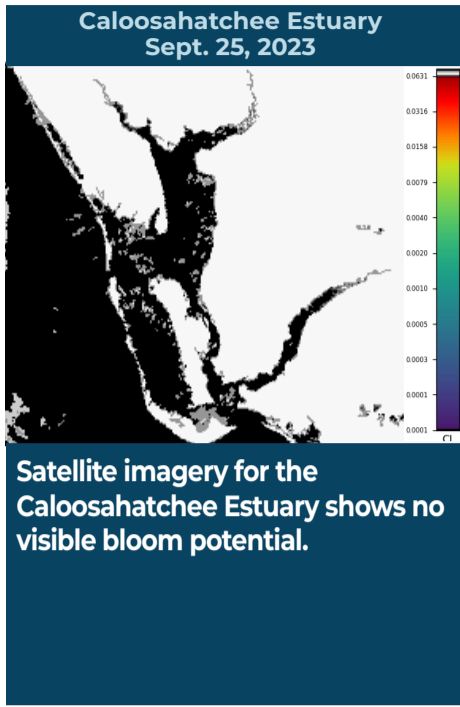 Caloosahatchee Estuary
Sept. 25, 2023
0.0631
0.0316
0.0158
0.0079
0.0040
0.0020
0.0010
0.0005
0.0003
0.0001
0.0001
Satellite imagery for the
Caloosahatchee Estuary shows no
visible bloom potential.